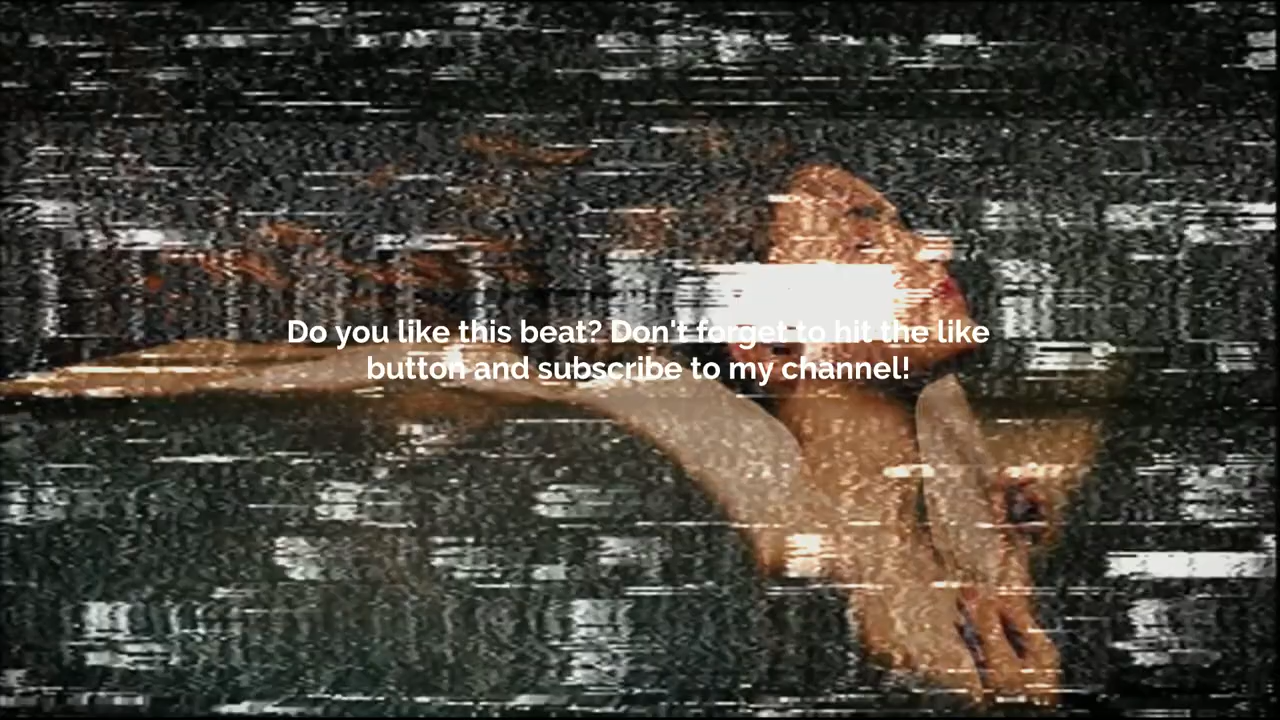 Do you like this beat? Don't forget to hit the like
button and subscribe to my channel!